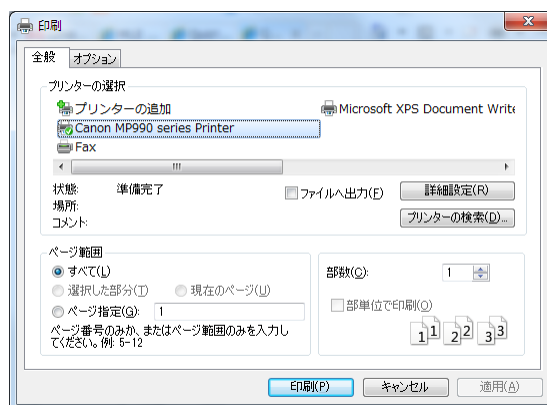 印刷
全般 オプション
プリンターの選択
プリンターの追加 Microsoft XPS Document Write
Canon MP990 series Printer
Fax
状態: 準備完了 ファイルへ出力(F) 詳細設定(R)
場所: プリンターの検索(D)...
コメント:
ページ範囲
すべて(L)
選択した部分(T) 現在のページ(U)
ページ指定(G): 1
ページ番号のみか、またはページ範囲のみを入力し
てください。例: 5-12
部数(C): 1
部単位で印刷(O)
1 1 2 2 3 3
印刷(P) キャンセル 適用(A)